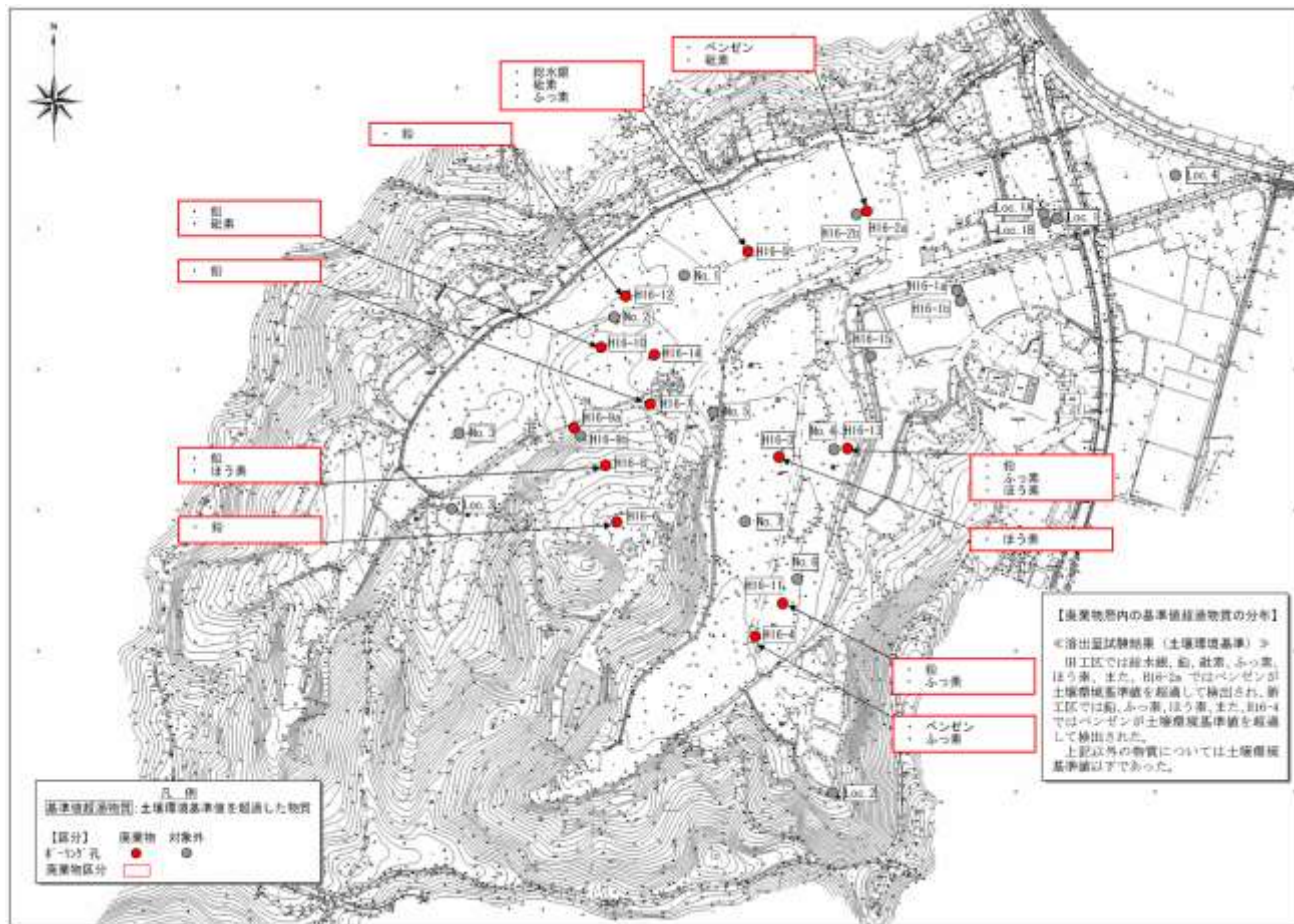 N
・ ベンゼン
・ 砒素
・ 総水銀
・ 砒素
・ ふっ素
・ 鉛
・ 鉛
・ 砒素
・ 鉛
・ 鉛
・ ほう素
・ 鉛
Loc.4
Loc.1A
Loc.1
Loc.1B
H16-2b
H16-2a
No.1
H16-1a
H16-1b
H16-12
No.2
H16-10
H16-14
H16-15
H16-7
No.5
H16-9a
No.3
No.4
H16-13
H16-3
H16-8
Loc.3
H16-6
No.7
No.6
H16-11
H16-4
Loc.2
・ 鉛
・ ふっ素
・ ほう素
・ ほう素
・ 鉛
・ ふっ素
・ ベンゼン
・ ふっ素
【廃棄物層内の基準値超過物質の分布】
≪溶出量試験結果（土壌環境基準）≫
旧工区では総水銀、鉛、砒素、ふっ素、
ほう素、また、H16-2a ではベンゼンが
土壌環境基準値を超過して検出され、新
工区では鉛、ふっ素、ほう素、また、H16-4
ではベンゼンが土壌環境基準値を超過
して検出された。
上記以外の物質については土壌環境
基準値以下であった。
凡 例
基準値超過物質：土壌環境基準値を超過した物質
【区分】 廃棄物 対象外
ﾎﾞｰﾘﾝｸﾞ孔
廃棄物区分